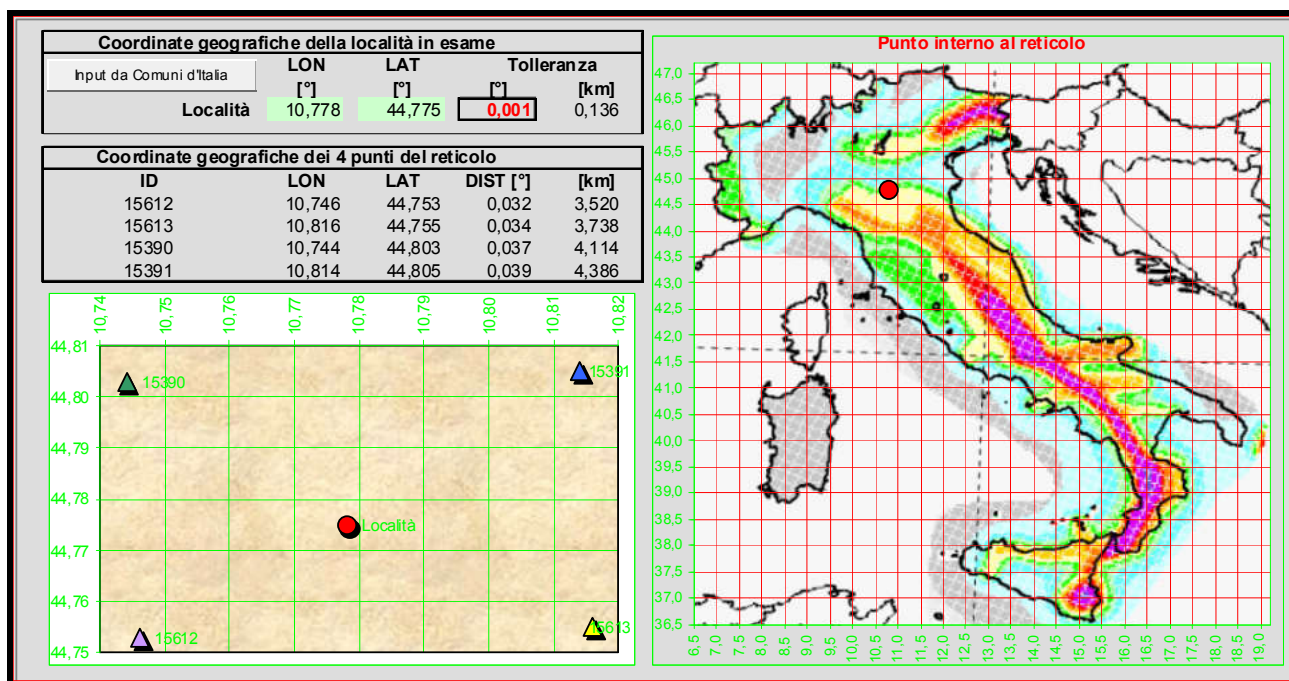 Coordinate geografiche della località in esame
Input da Comuni d'Italia
LON LAT Tolleranza
[°] [°] [°] [km]
Località 10,778 44,775 0,001 0,136
Coordinate geografiche dei 4 punti del reticolo
ID LON LAT DIST [°] [km]
15612 10,746 44,753 0,032 3,520
15613 10,816 44,755 0,034 3,738
15390 10,744 44,803 0,037 4,114
15391 10,814 44,805 0,039 4,386
10,74 10,75 10,76 10,77 10,78 10,79 10,80 10,81 10,82
44,81
15390 15391
44,80
44,79
44,78
Località
44,77
44,76
15612 15613
44,75
Punto interno al reticolo
47,0
46,5
46,0
45,5
45,0
44,5
44,0
43,5
43,0
42,5
42,0
41,5
41,0
40,5
40,0
39,5
39,0
38,5
38,0
37,5
37,0
36,5
6,5 7,0 7,5 8,0 8,5 9,0 9,5 10,0 10,5 11,0 11,5 12,0 12,5 13,0 13,5 14,0 14,5 15,0 15,5 16,0 16,5 17,0 17,5 18,0 18,5 19,0